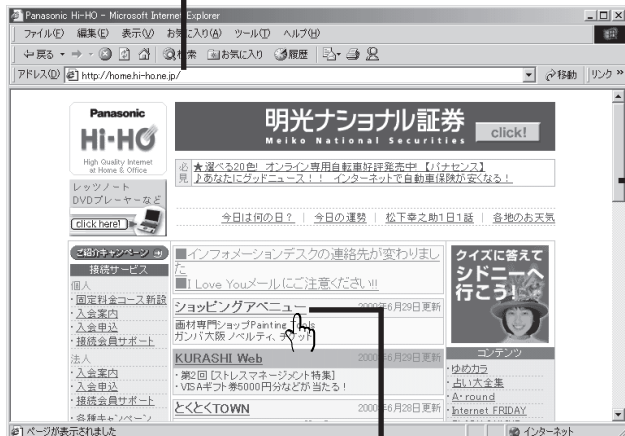 Panasonic Hi-HO - Microsoft Internet Explorer
ファイル(F) 編集(E) 表示(V) お気に入り(A) ツール(T) ヘルプ(H)
戻る 検索 お気に入り 履歴
アドレス(D) http://home.hi-ho.ne.jp/ 移動 リンク »
Panasonic
Hi-HO
High Quality Internet
at Home & Office
明光ナショナル証券
Meiko National Securities
click!
必見
★選べる20色! オンライン専用自転車好評発売中! 【パナセンス】
♪あなたにグッドニュース!! インターネットで自動車保険が安くなる!
レッツノート
DVDプレーヤーなど
click here!
今日は何の日? | 今日の運勢 | 松下幸之助1日1話 | 各地のお天気
ご紹介キャンペーン
接続サービス
個人
・固定料金コース新設
・入会案内
・入会申込
・接続会員サポート
法人
・入会案内
・入会申込
・接続会員サポート
・各種キャンペーン
■インフォメーションデスクの連絡先が変わりました
■I Love Youメールにご注意ください!!
ショッピングアベニュー 2000年6月29日更新
画材専門ショップPainting Tools
ガンバ大阪 ノベルティ、チケット
KURASHI Web 2000年6月29日更新
・第2回 [ストレスマネージメント特集]
・VISAギフト券5000円分などが当たる!
とくとくTOWN 2000年6月28日更新
クイズに答えて
シドニーへ
行こう!
コンテンツ
・ゆめカラ
・占い大全集
・A・round
・Internet FRIDAY
ページが表示されました インターネット